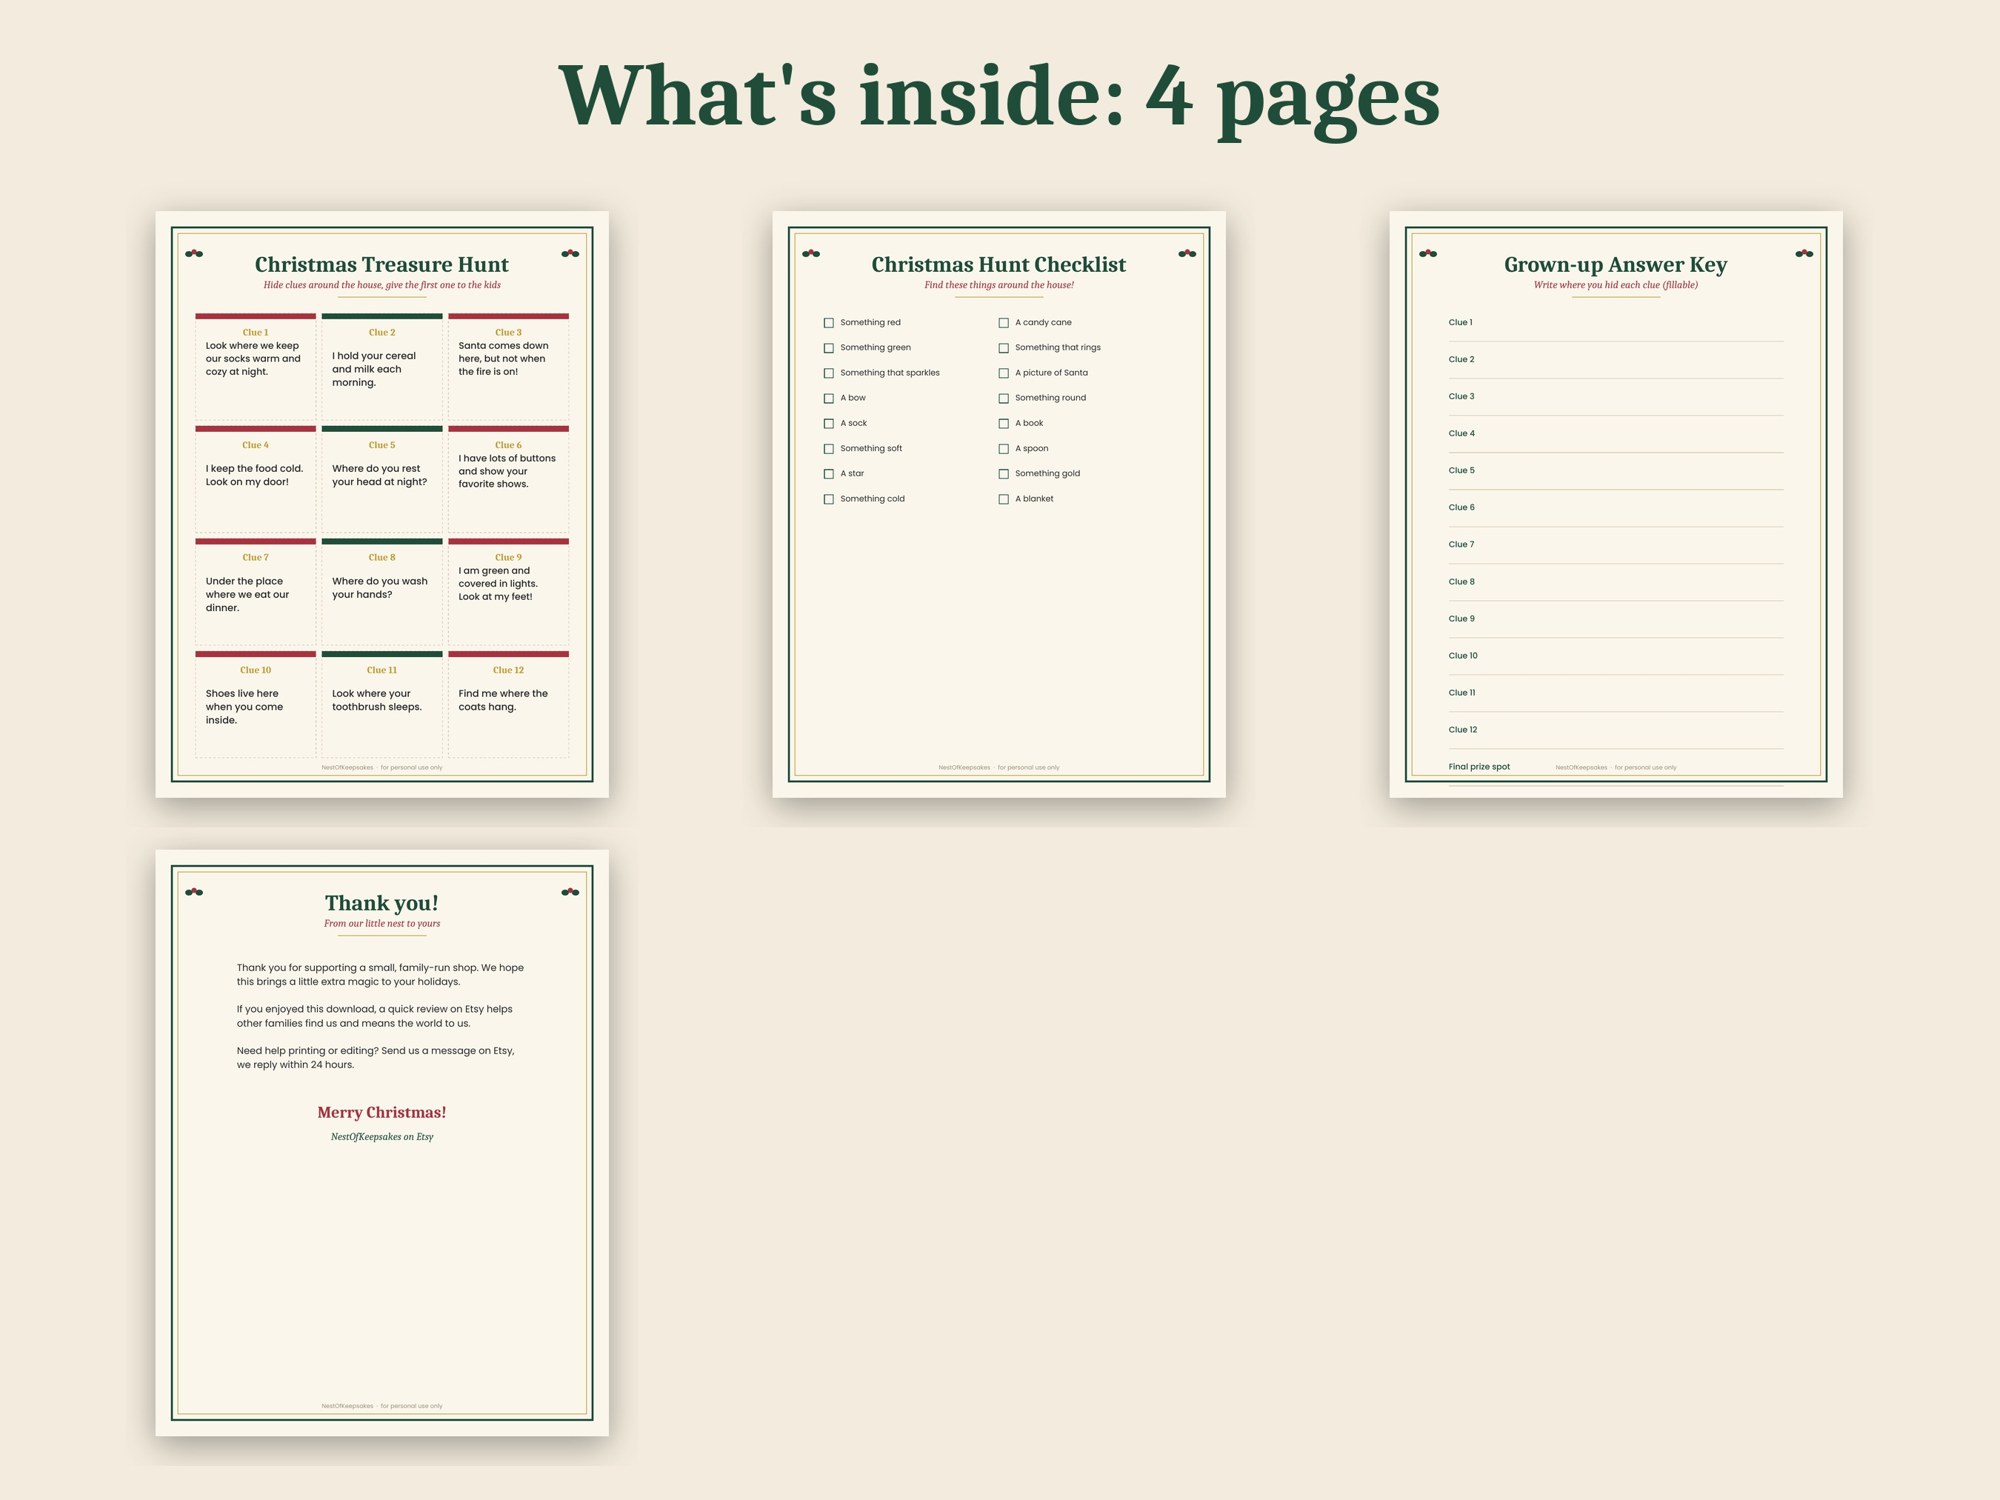 What's inside: 4 pages
Christmas Treasure Hunt
Hide clues around the house, give the first one to the kids
Clue 1
Look where we keep
our socks warm and
cozy at night.
Clue 2
I hold your cereal
and milk each
morning.
Clue 3
Santa comes down
here, but not when
the fire is on!
Clue 4
I keep the food cold.
Look on my door!
Clue 5
Where do you rest
your head at night?
Clue 6
I have lots of buttons
and show your
favorite shows.
Clue 7
Under the place
where we eat our
dinner.
Clue 8
Where do you wash
your hands?
Clue 9
I am green and
covered in lights.
Look at my feet!
Clue 10
Shoes live here
when you come
inside.
Clue 11
Look where your
toothbrush sleeps.
Clue 12
Find me where the
coats hang.
NestOfKeepsakes · for personal use only
Christmas Hunt Checklist
Find these things around the house!
Something red
Something green
Something that sparkles
A bow
A sock
Something soft
A star
Something cold
A candy cane
Something that rings
A picture of Santa
Something round
A book
A spoon
Something gold
A blanket
NestOfKeepsakes · for personal use only
Grown-up Answer Key
Write where you hid each clue (fillable)
Clue 1
Clue 2
Clue 3
Clue 4
Clue 5
Clue 6
Clue 7
Clue 8
Clue 9
Clue 10
Clue 11
Clue 12
Final prize spot
NestOfKeepsakes · for personal use only
Thank you!
From our little nest to yours
Thank you for supporting a small, family-run shop. We hope
this brings a little extra magic to your holidays.
If you enjoyed this download, a quick review on Etsy helps
other families find us and means the world to us.
Need help printing or editing? Send us a message on Etsy,
we reply within 24 hours.
Merry Christmas!
NestOfKeepsakes on Etsy
NestOfKeepsakes · for personal use only